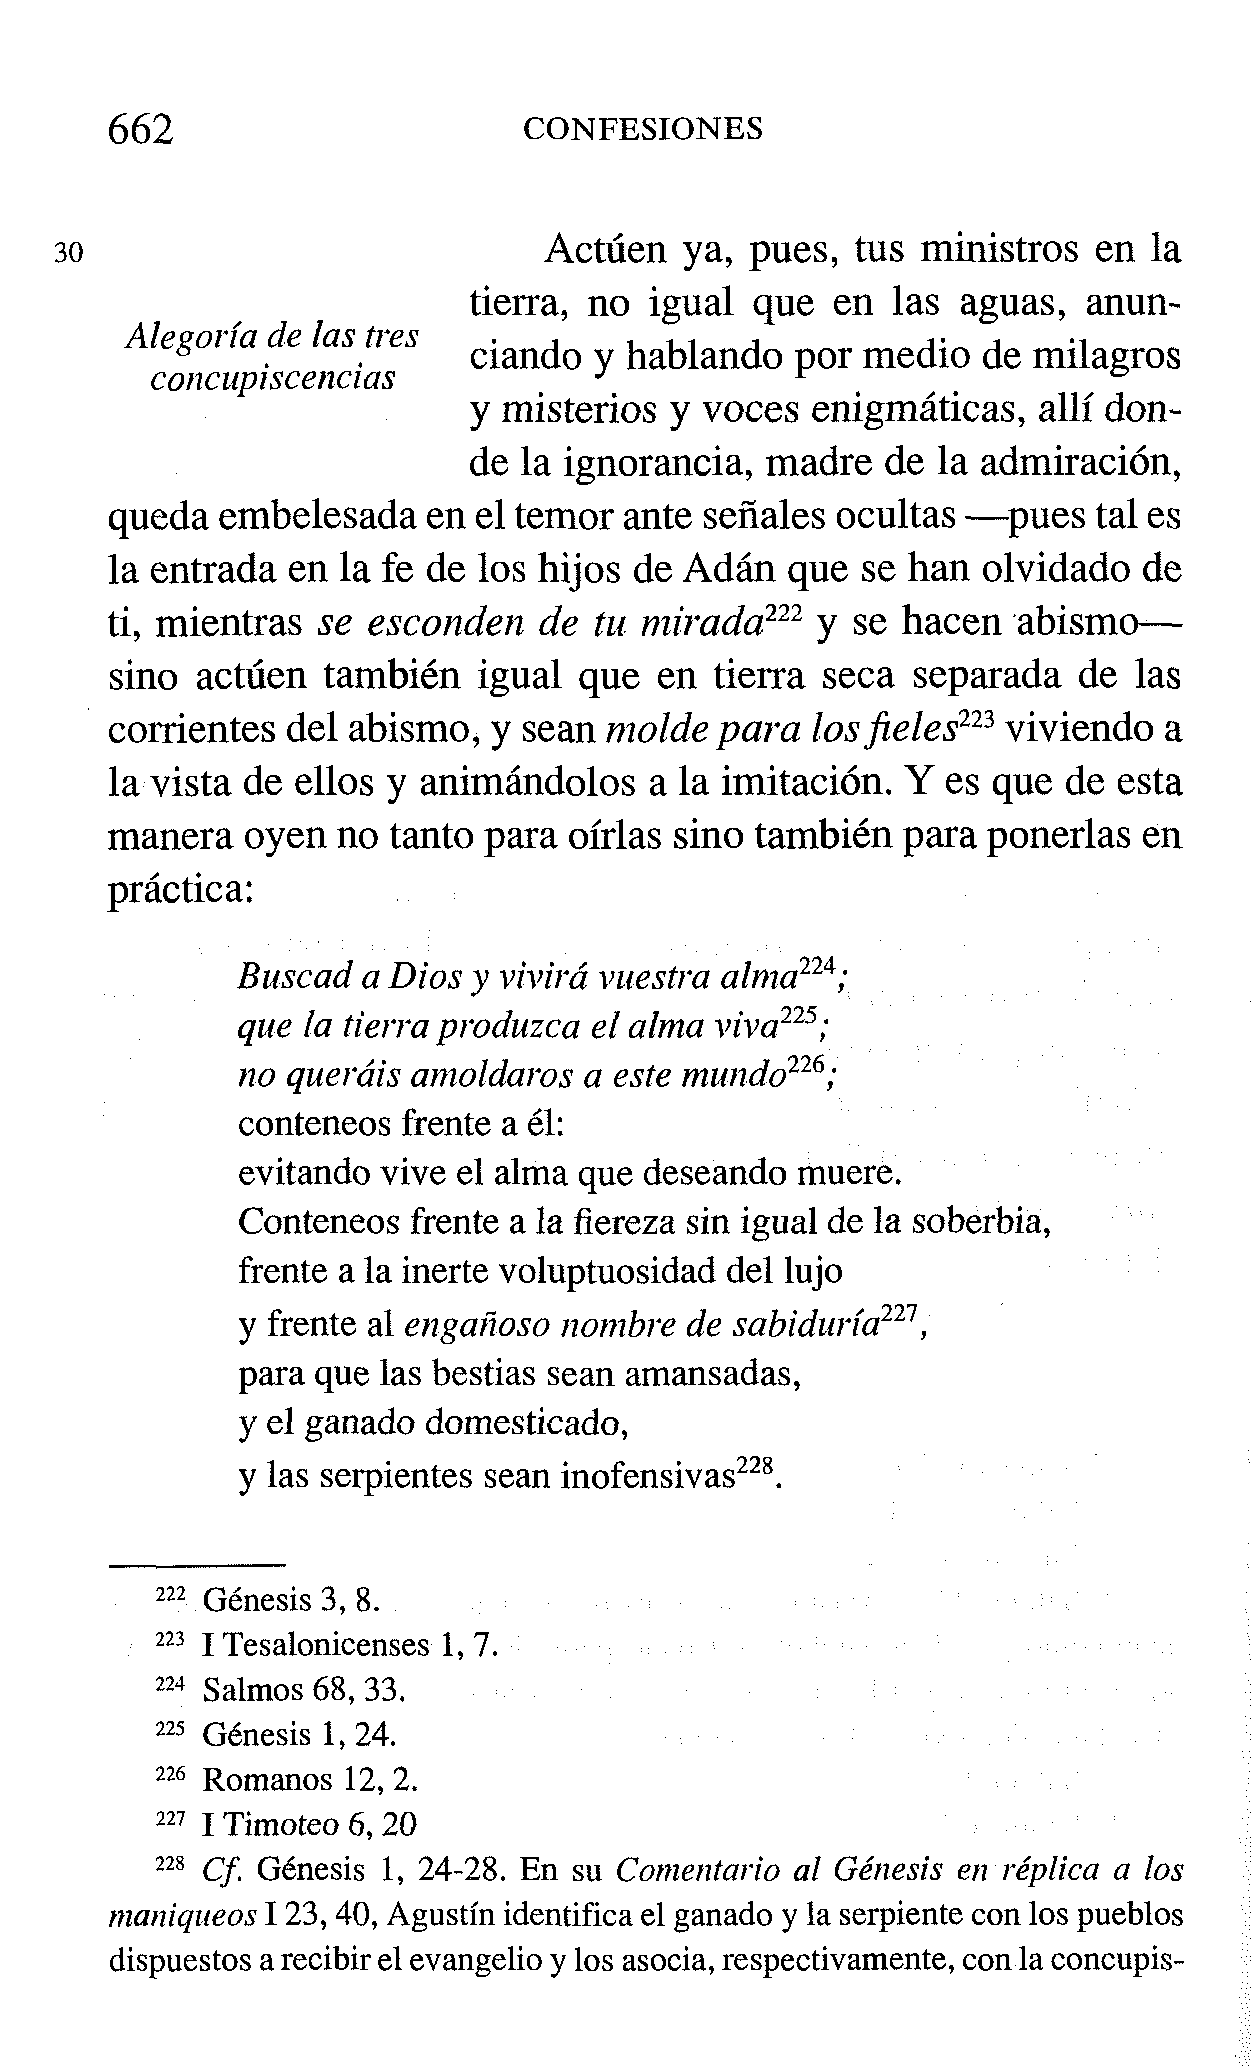 662 CONFESIONES
30 Actúen ya, pues, tus ministros en la
tierra, no igual que en las aguas, anun-
Alegoría de las tres
concupiscencias
ciando y hablando por medio de milagros
y misterios y voces enigmáticas, allí don-
de la ignorancia, madre de la admiración,
queda embelesada en el temor ante señales ocultas —pues tal es
la entrada en la fe de los hijos de Adán que se han olvidado de
ti, mientras se esconden de tu mirada²²² y se hacen abismo—
sino actúen también igual que en tierra seca separada de las
corrientes del abismo, y sean molde para los fieles²²³ viviendo a
la vista de ellos y animándolos a la imitación. Y es que de esta
manera oyen no tanto para oírlas sino también para ponerlas en
práctica:
Buscad a Dios y vivirá vuestra alma²²⁴;
que la tierra produzca el alma viva²²⁵;
no queráis amoldaros a este mundo²²⁶;
conteneos frente a él:
evitando vive el alma que deseando muere.
Conteneos frente a la fiereza sin igual de la soberbia,
frente a la inerte voluptuosidad del lujo
y frente al engañoso nombre de sabiduría²²⁷,
para que las bestias sean amansadas,
y el ganado domesticado,
y las serpientes sean inofensivas²²⁸.
²²² Génesis 3, 8.
²²³ I Tesalonicenses 1, 7.
²²⁴ Salmos 68, 33.
²²⁵ Génesis 1, 24.
²²⁶ Romanos 12, 2.
²²⁷ I Timoteo 6, 20
²²⁸ Cf. Génesis 1, 24-28. En su Comentario al Génesis en réplica a los
maniqueos I 23, 40, Agustín identifica el ganado y la serpiente con los pueblos
dispuestos a recibir el evangelio y los asocia, respectivamente, con la concupis-